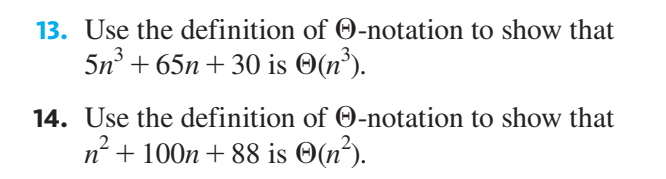 13. Use the definition of Θ-notation to show that
5n³ + 65n + 30 is Θ(n³).
14. Use the definition of Θ-notation to show that
n² + 100n + 88 is Θ(n²).